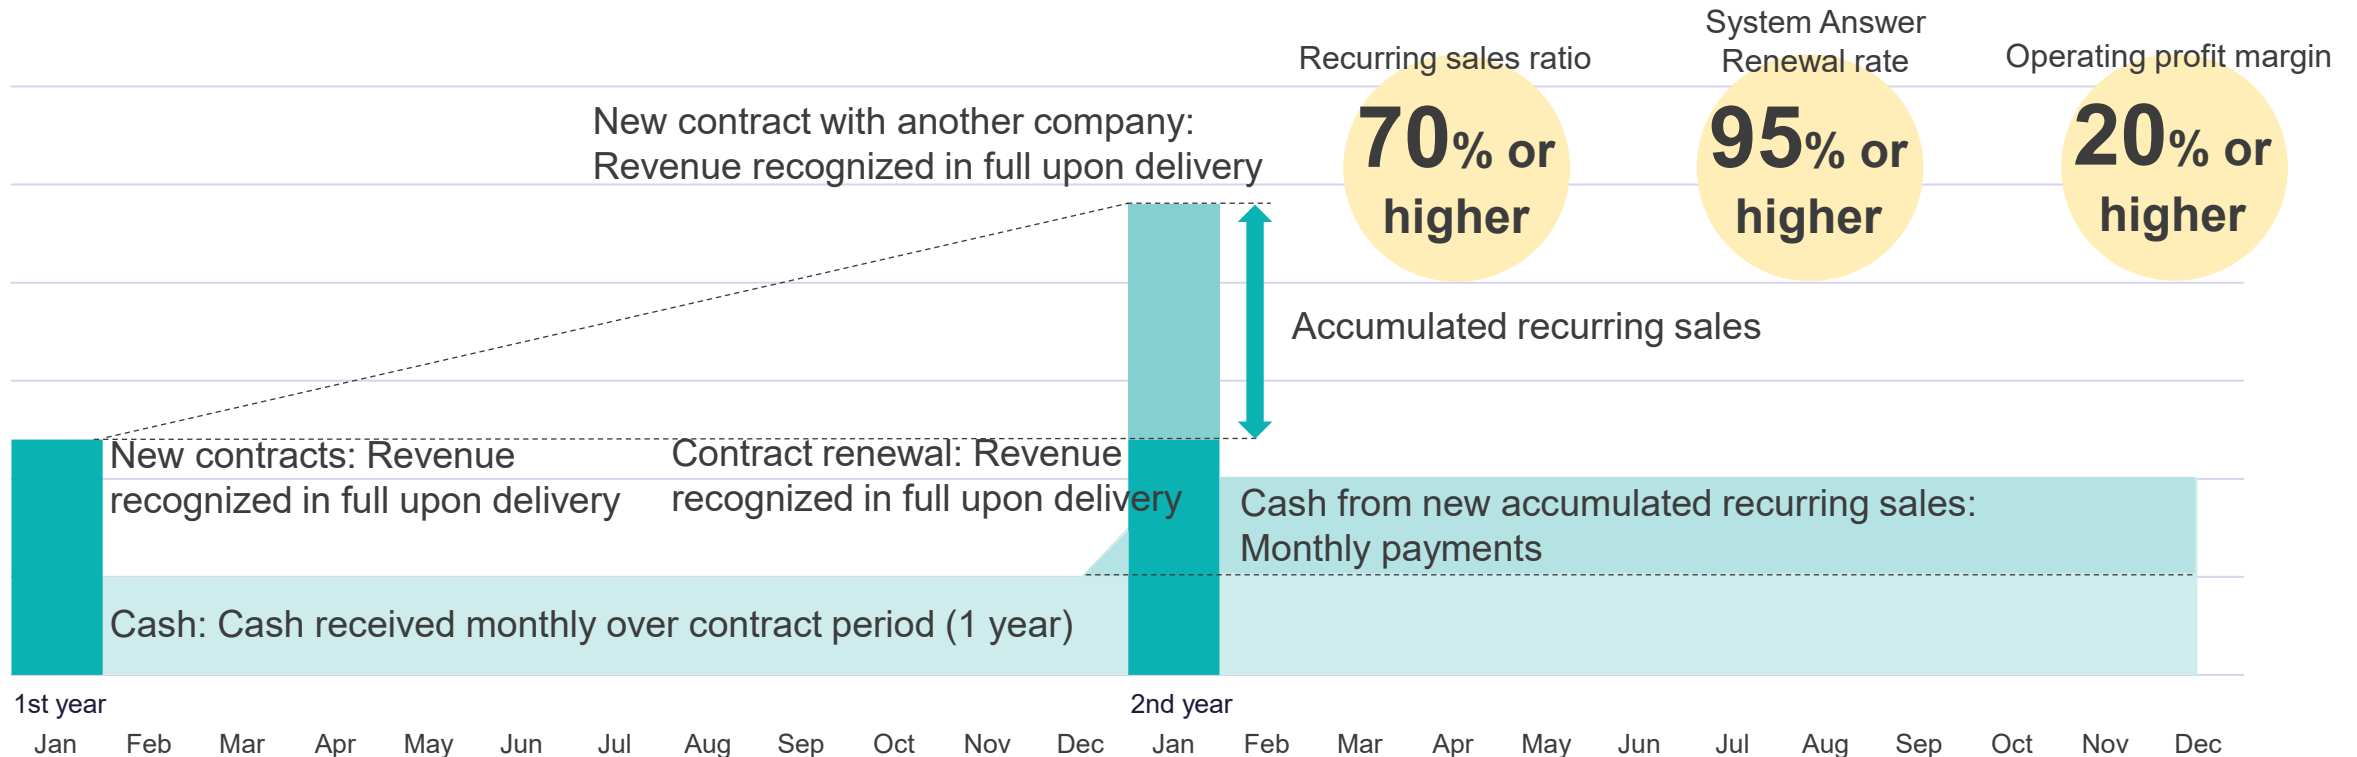 Recurring sales ratio
70% or
higher
System Answer
Renewal rate
95% or
higher
Operating profit margin
20% or
higher
New contract with another company:
Revenue recognized in full upon delivery
Accumulated recurring sales
New contracts: Revenue
recognized in full upon delivery
Contract renewal: Revenue
recognized in full upon delivery
Cash from new accumulated recurring sales:
Monthly payments
Cash: Cash received monthly over contract period (1 year)
1st year
2nd year
Jan Feb Mar Apr May Jun Jul Aug Sep Oct Nov Dec Jan Feb Mar Apr May Jun Jul Aug Sep Oct Nov Dec